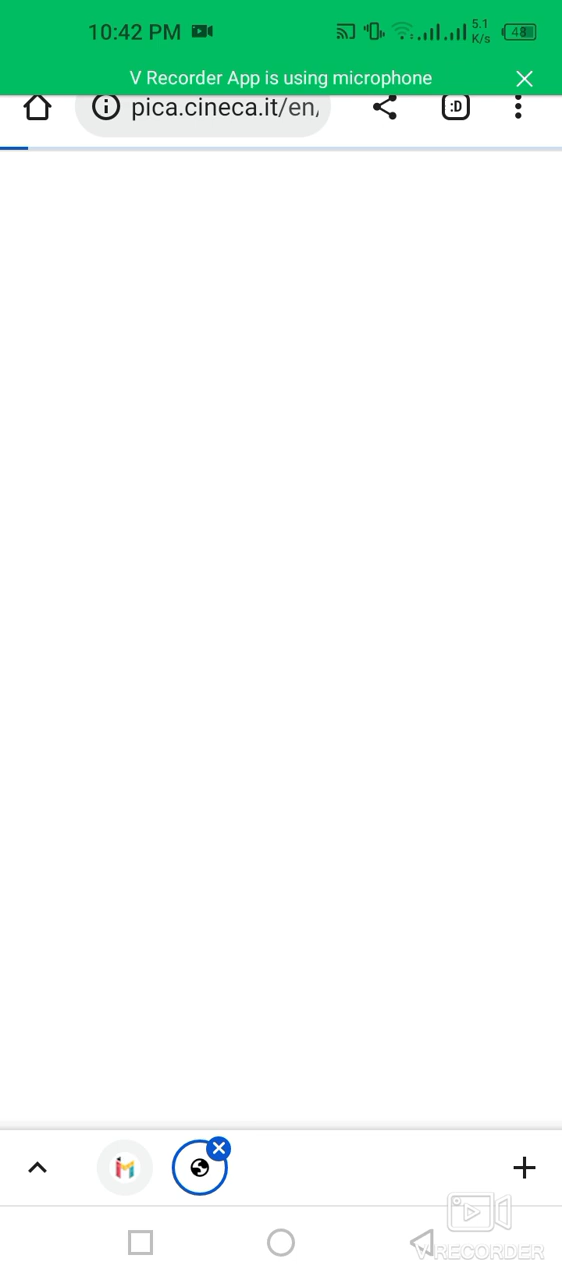 10:42 PM
5.1
K/s
48
V Recorder App is using microphone
pica.cineca.it/en/
:D
V RECORDER